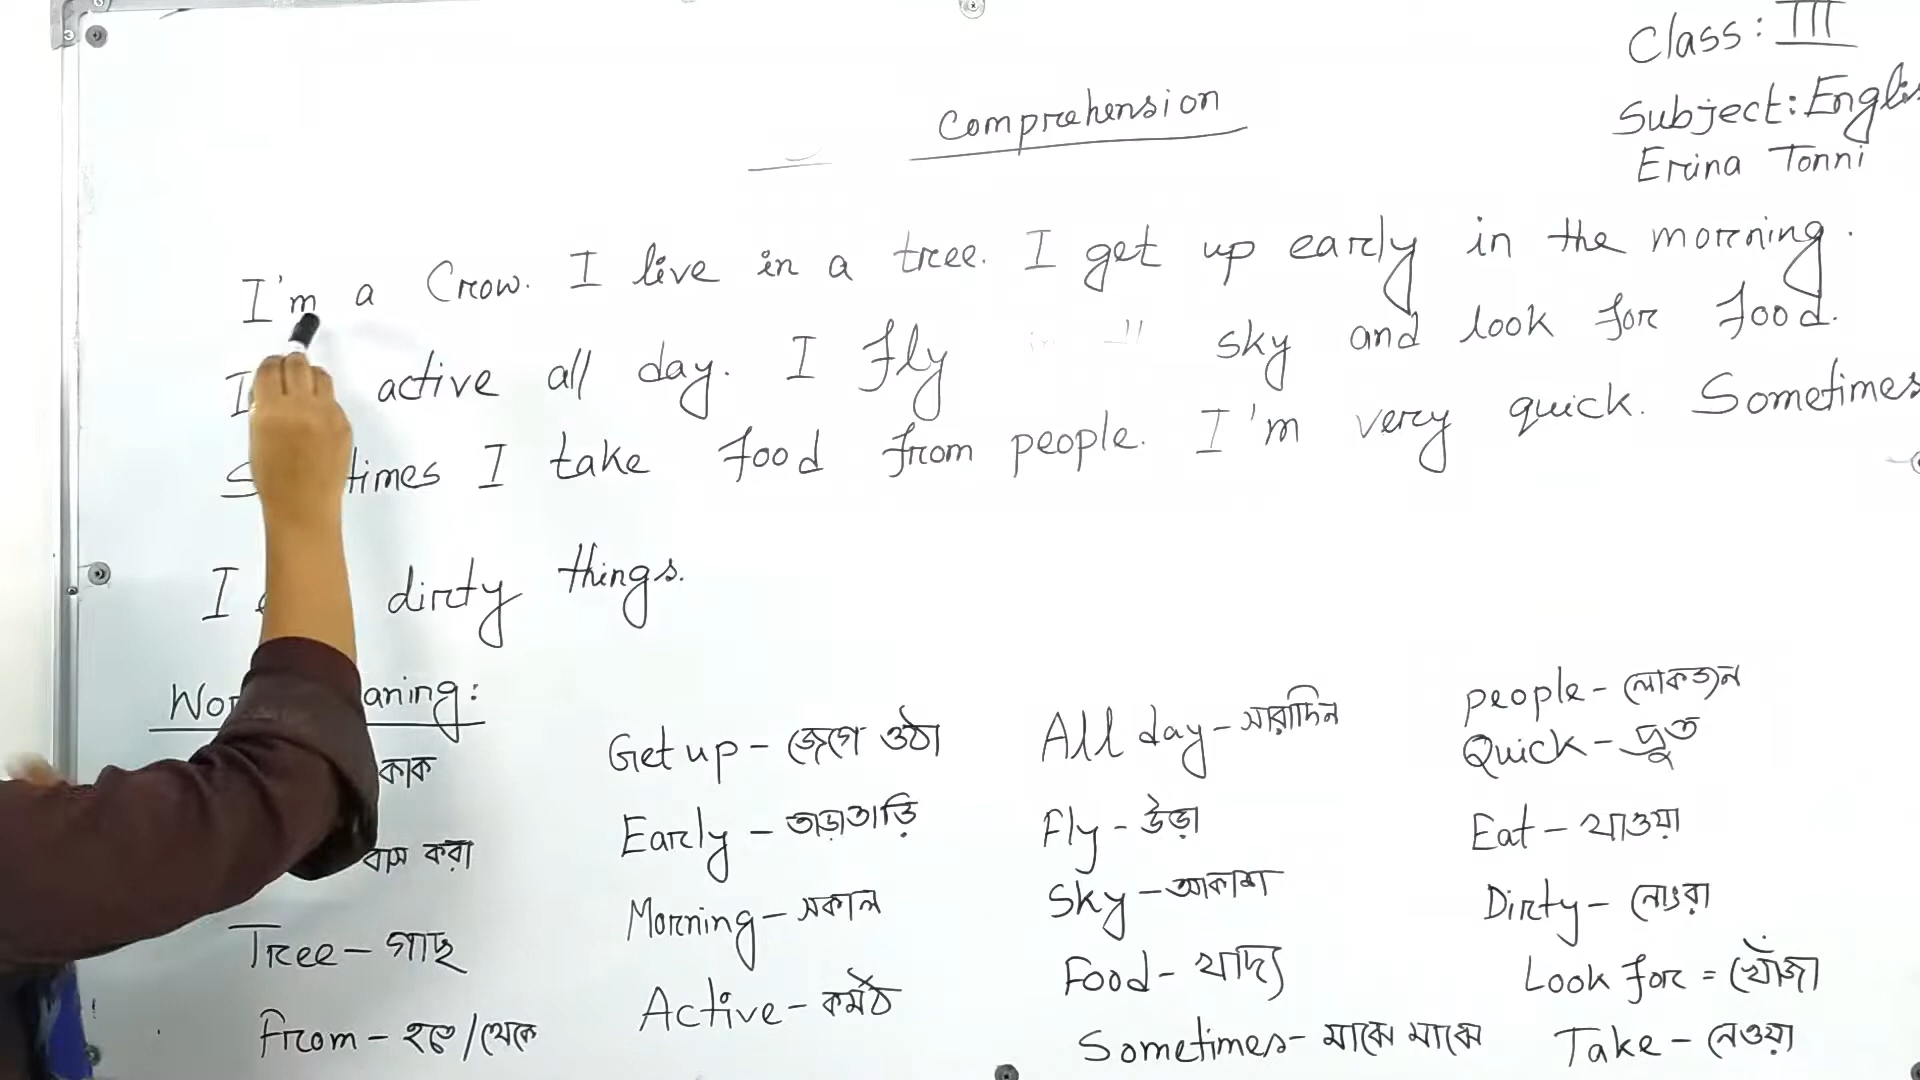 Class: III
Subject: Englis
Erina Tonni
Comprehension
I'm a Crow. I live in a tree. I get up early in the morning.
I active all day. I fly in sky and look for food.
times I take food from people. I'm very quick. Sometimes
I dirty things.
Wor aning:
কাক
বাস করা
Tree – গাছ
From – হতে/থেকে
Get up – জেগে ওঠা
Early – তাড়াতাড়ি
Morning – সকাল
Active – কর্মঠ
All day – সারাদিন
Fly – উড়া
Sky – আকাশ
Food – খাদ্য
Sometimes – মাঝে মাঝে
People – লোকজন
Quick – দ্রুত
Eat – খাওয়া
Dirty – নোংরা
Look for = খোঁজা
Take – নেওয়া